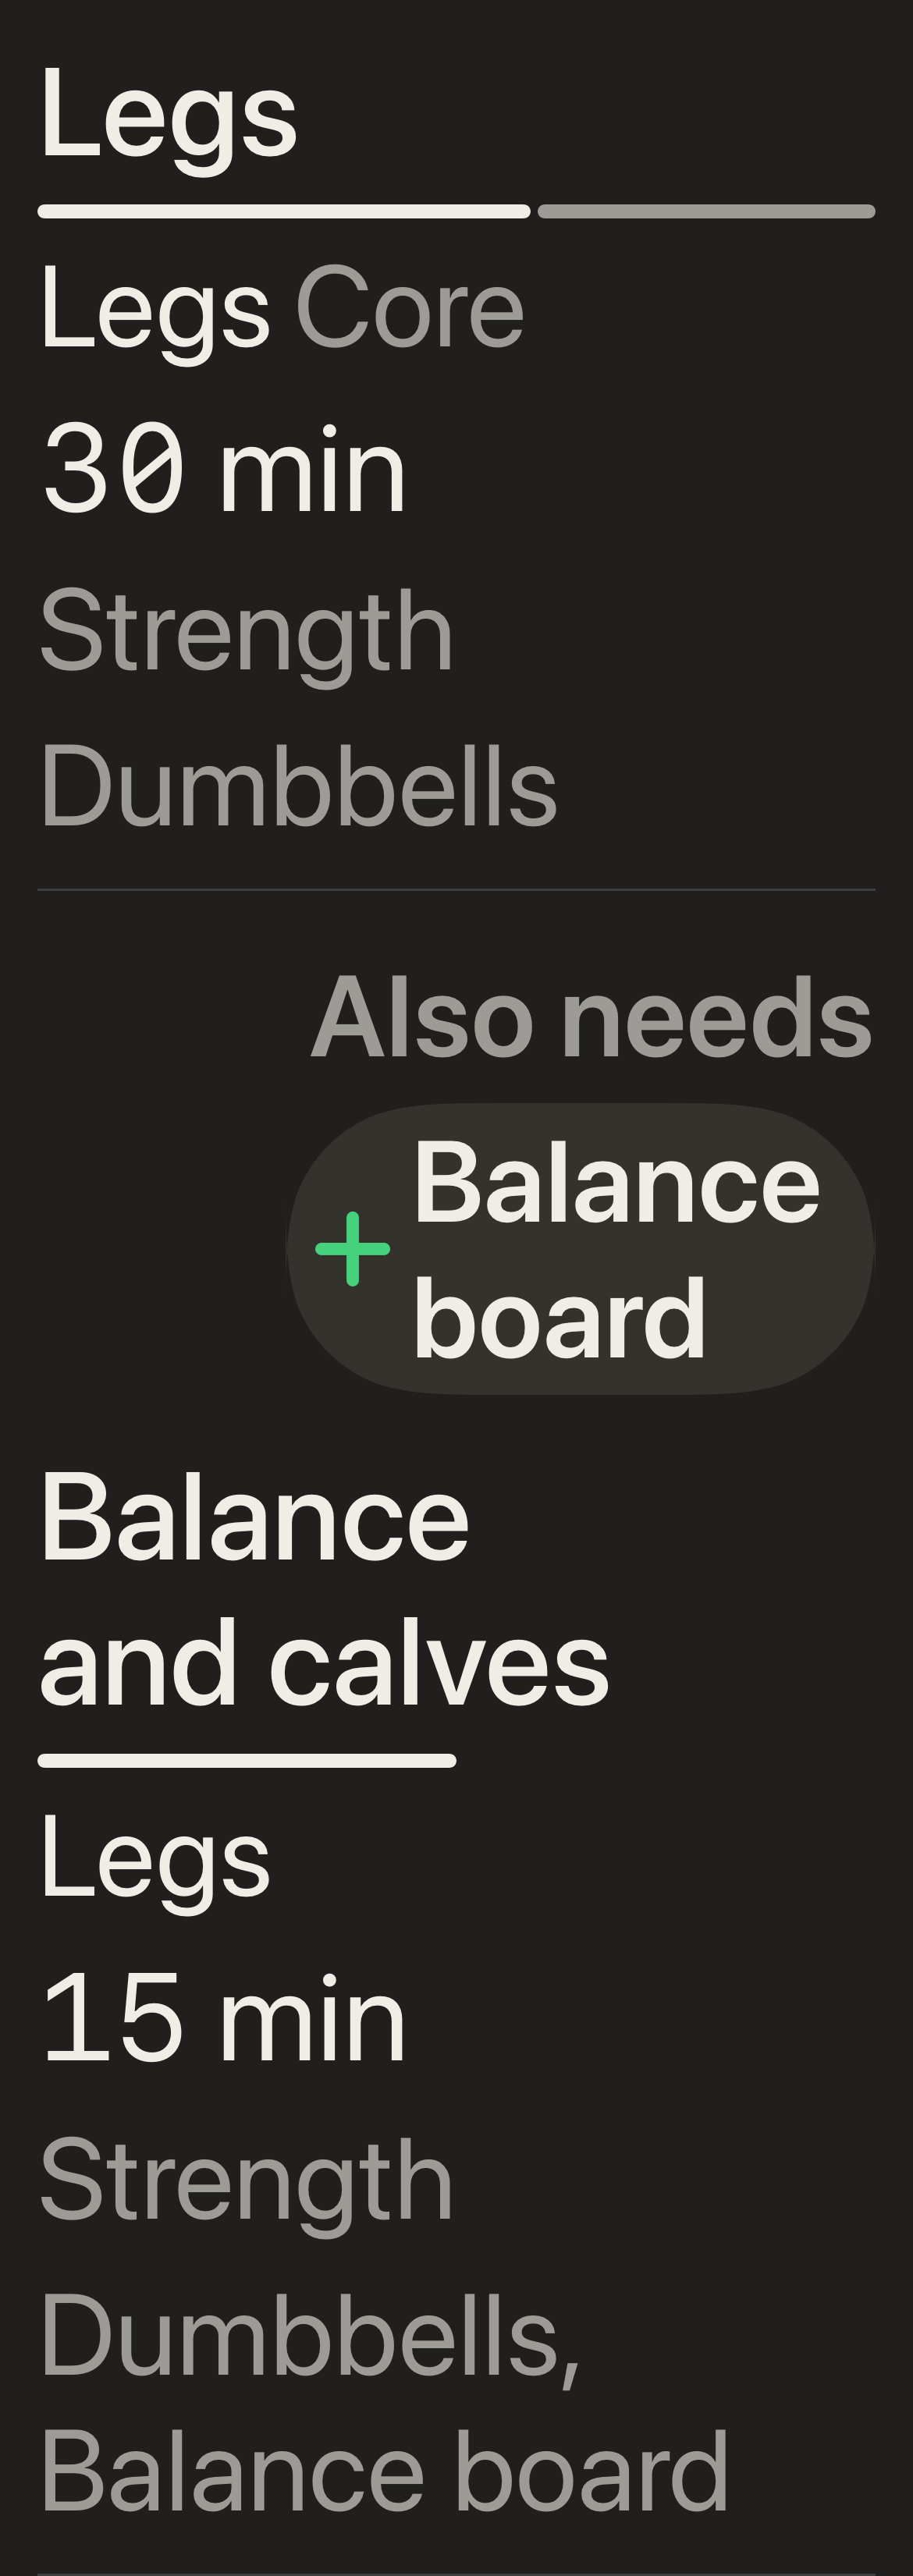 Legs
Legs Core
30 min
Strength
Dumbbells
Also needs
Balance
board
Balance
and calves
Legs
15 min
Strength
Dumbbells,
Balance board